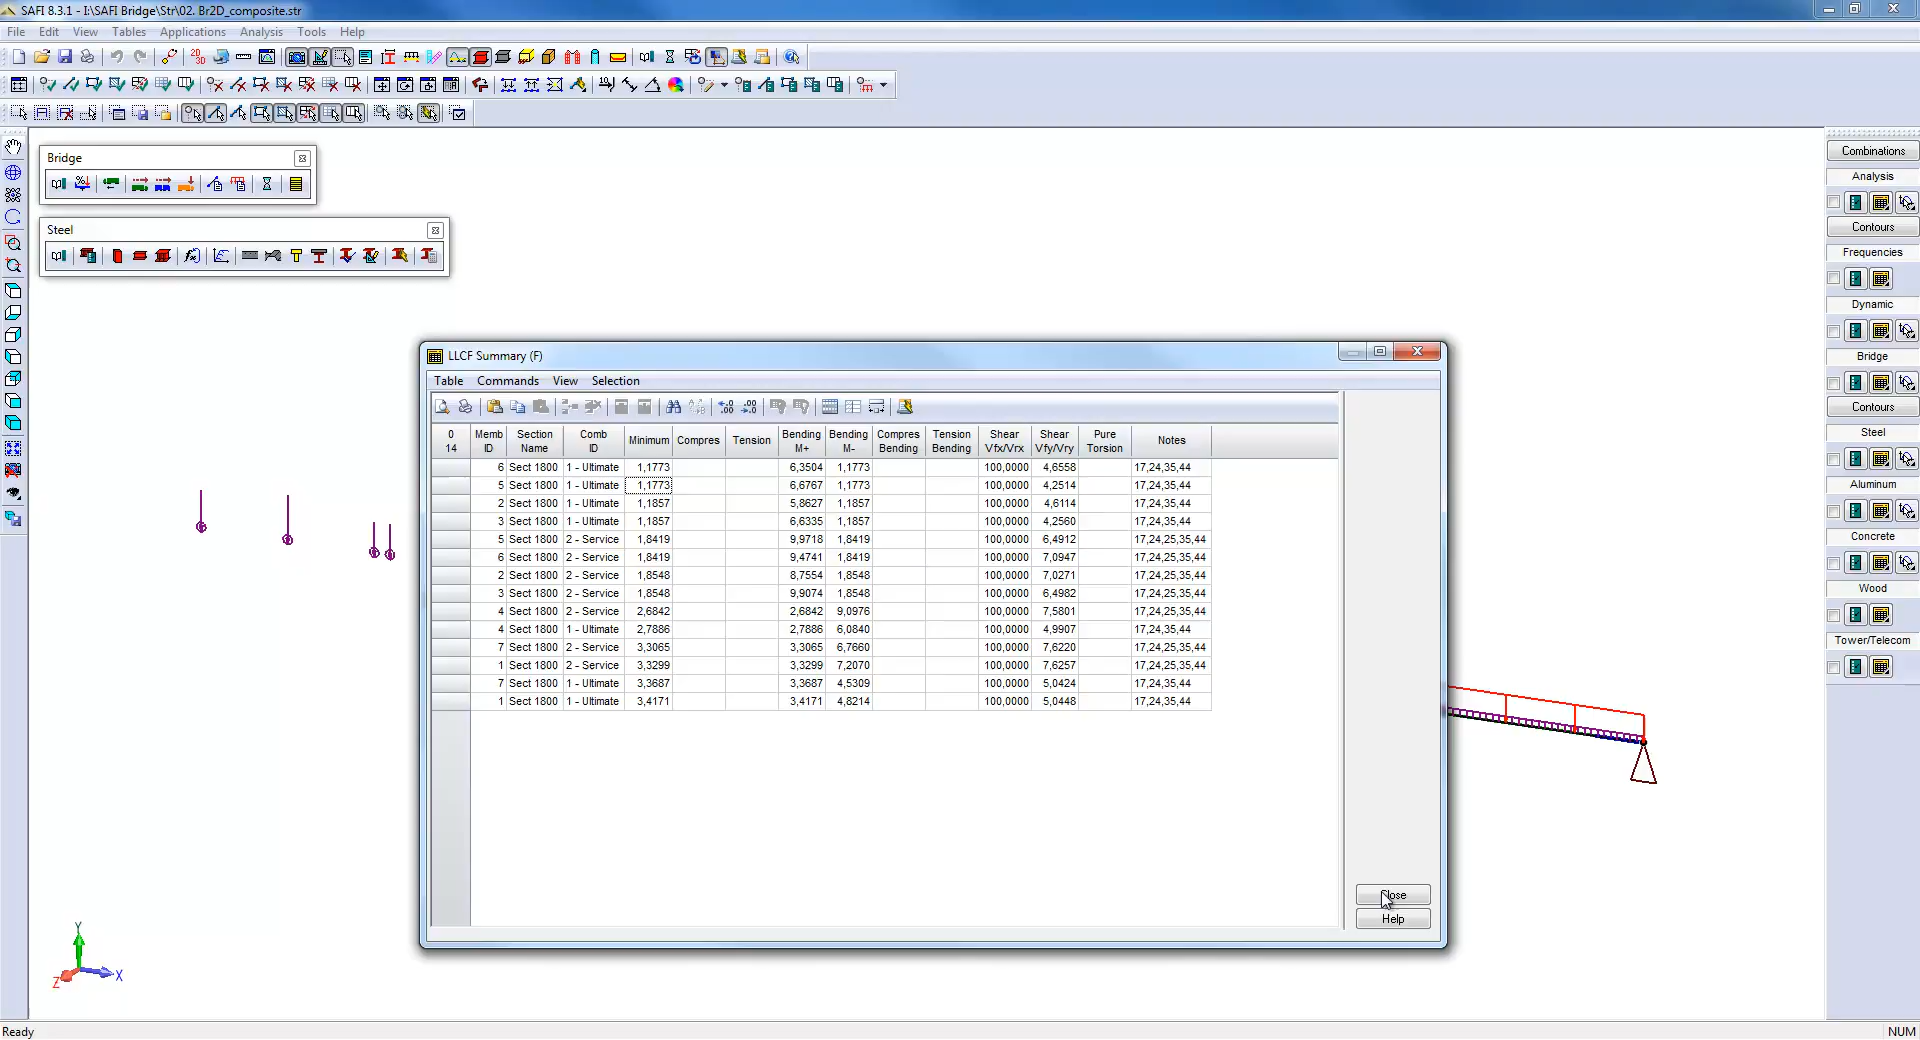 SAFI 8.3.1 - I:\SAFI Bridge\Str\02. Br2D_composite.str
File Edit View Tables Applications Analysis Tools Help
Bridge
Steel
Combinations
Analysis
Contours
Frequencies
Dynamic
Bridge
Contours
Steel
Aluminum
Concrete
Wood
Tower/Telecom
LLCF Summary (F)
Table Commands View Selection
0 14 Memb ID Section Name Comb ID Minimum Compres Tension Bending M+ Bending M- Compres Bending Tension Bending Shear Vfx/Vrx Shear Vfy/Vry Pure Torsion Notes
6 Sect 1800 1 - Ultimate 1,1773 6,3504 1,1773 100,0000 4,6558 17,24,35,44
5 Sect 1800 1 - Ultimate 1,1773 6,6767 1,1773 100,0000 4,2514 17,24,35,44
2 Sect 1800 1 - Ultimate 1,1857 5,8627 1,1857 100,0000 4,6114 17,24,35,44
3 Sect 1800 1 - Ultimate 1,1857 6,6335 1,1857 100,0000 4,2560 17,24,35,44
5 Sect 1800 2 - Service 1,8419 9,9718 1,8419 100,0000 6,4912 17,24,25,35,44
6 Sect 1800 2 - Service 1,8419 9,4741 1,8419 100,0000 7,0947 17,24,25,35,44
2 Sect 1800 2 - Service 1,8548 8,7554 1,8548 100,0000 7,0271 17,24,25,35,44
3 Sect 1800 2 - Service 1,8548 9,9074 1,8548 100,0000 6,4982 17,24,25,35,44
4 Sect 1800 2 - Service 2,6842 2,6842 9,0976 100,0000 7,5801 17,24,25,35,44
4 Sect 1800 1 - Ultimate 2,7886 2,7886 6,0840 100,0000 4,9907 17,24,35,44
7 Sect 1800 2 - Service 3,3065 3,3065 6,7660 100,0000 7,6220 17,24,25,35,44
1 Sect 1800 2 - Service 3,3299 3,3299 7,2070 100,0000 7,6257 17,24,25,35,44
7 Sect 1800 1 - Ultimate 3,3687 3,3687 4,5309 100,0000 5,0424 17,24,35,44
1 Sect 1800 1 - Ultimate 3,4171 3,4171 4,8214 100,0000 5,0448 17,24,35,44
Close
Help
Y
Z
X
Ready
NUM